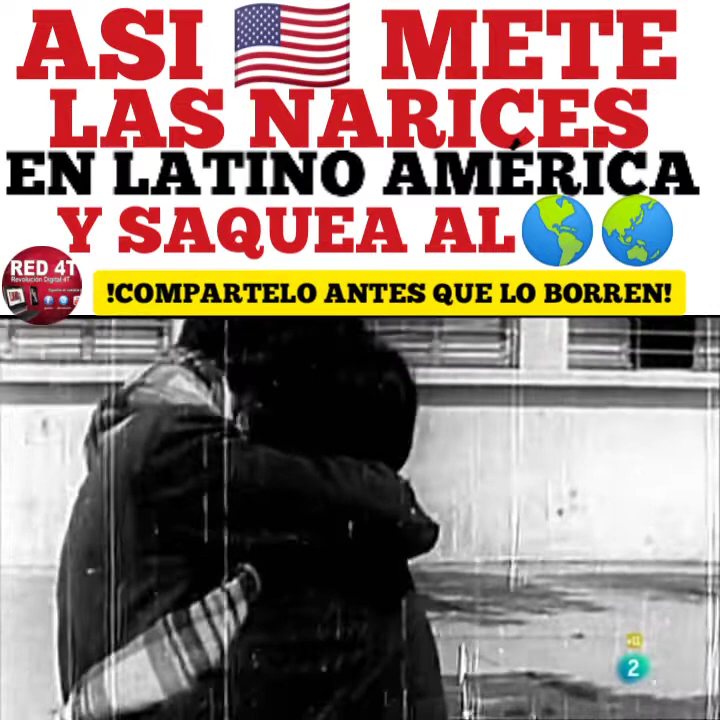 ASI METE
LAS NARICES
EN LATINO AMÉRICA
Y SAQUEA AL
RED 4T
Revolución Digital 4T
!COMPARTELO ANTES QUE LO BORREN!
2